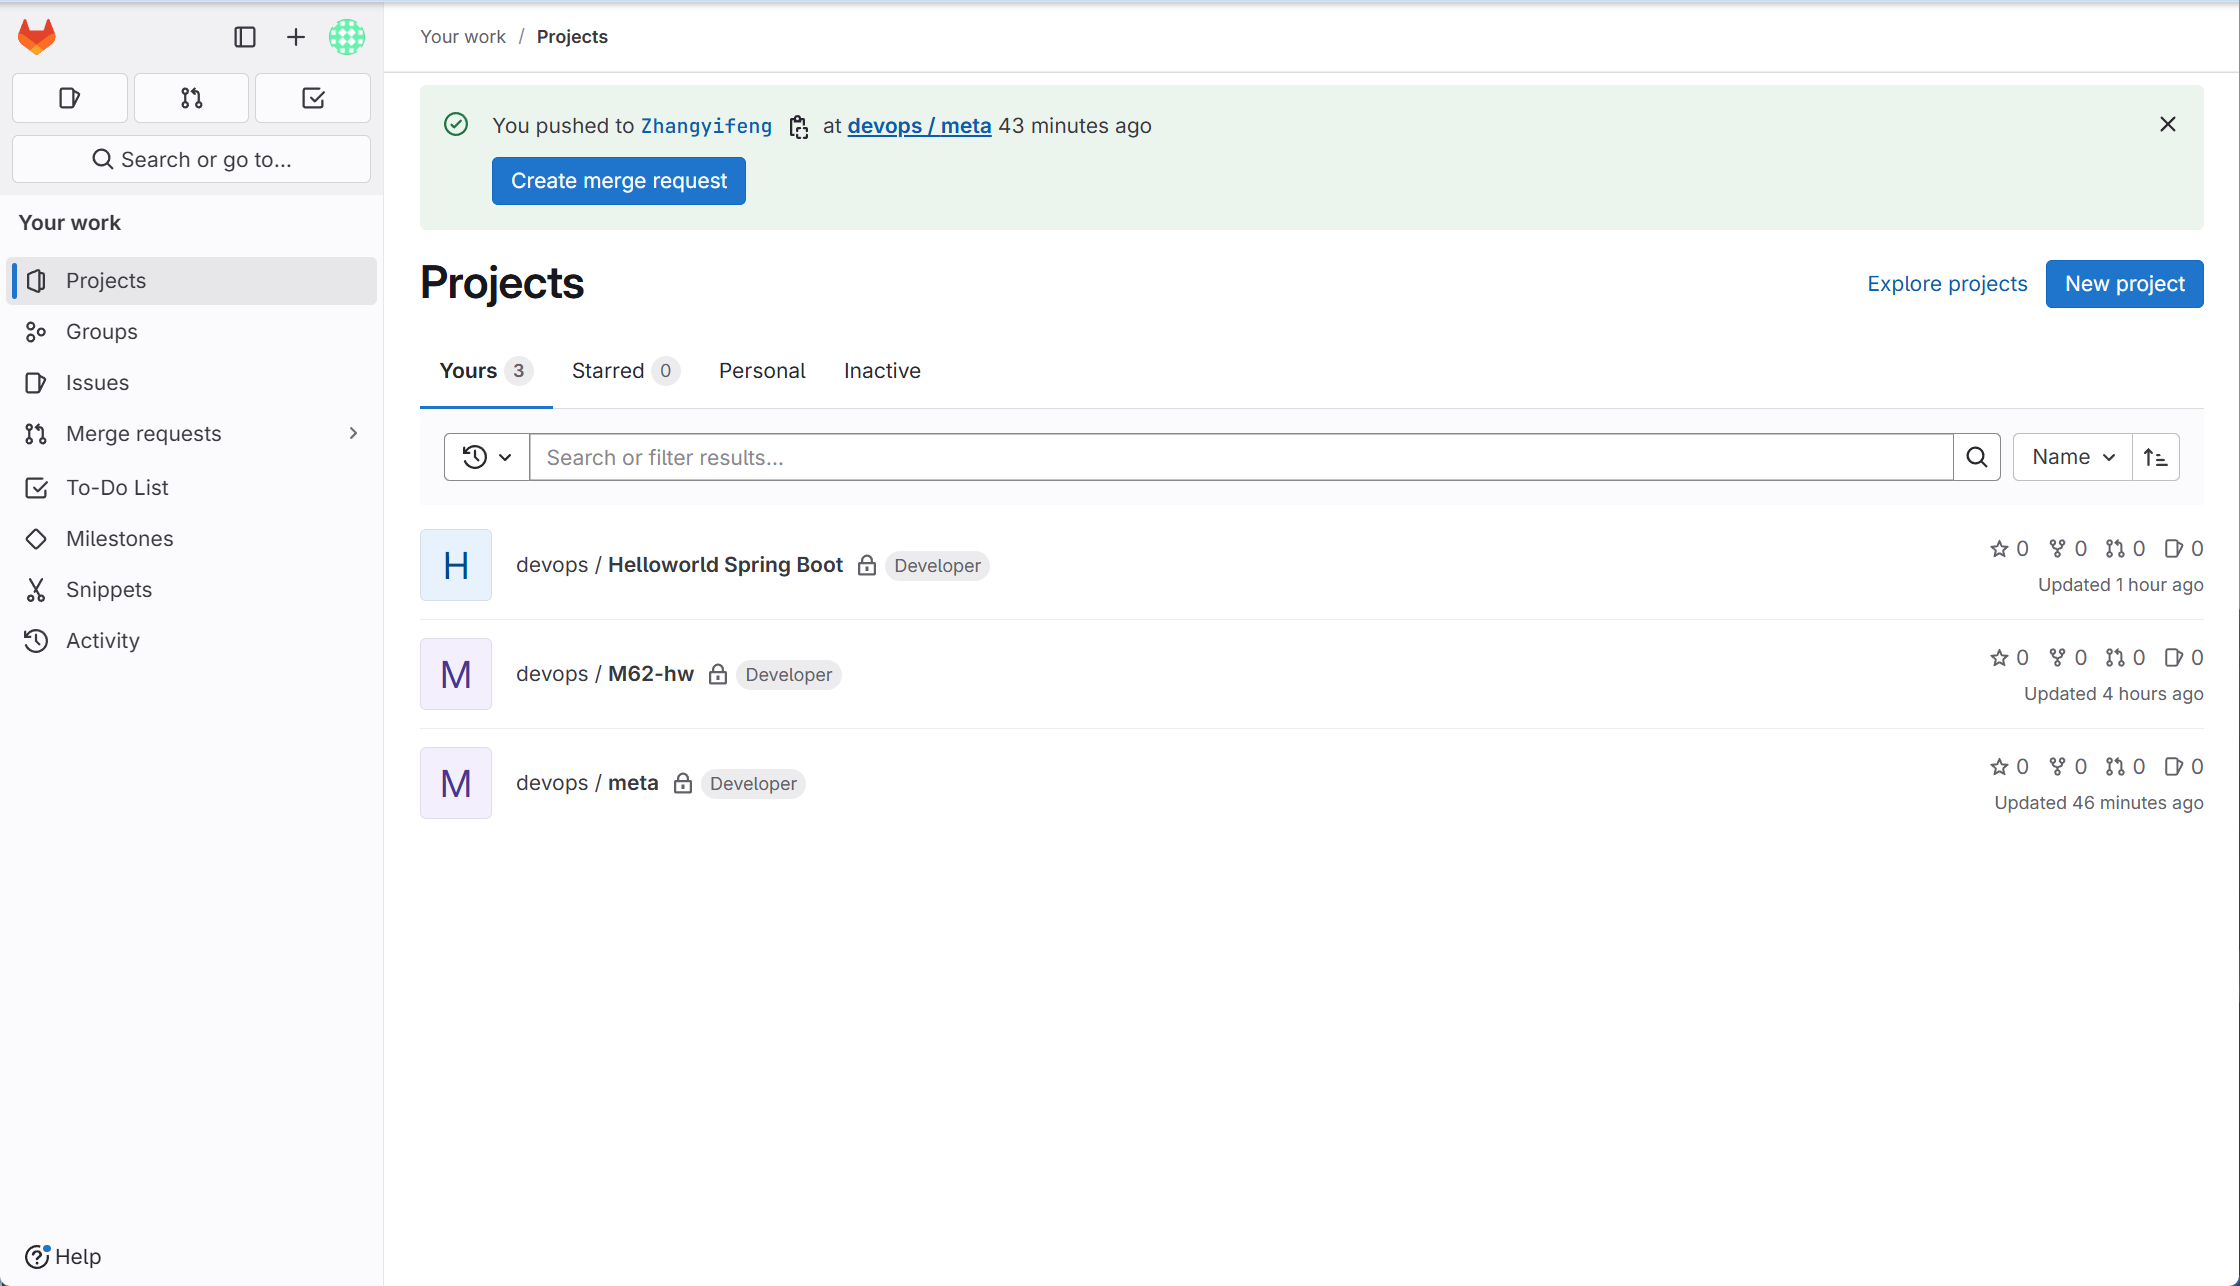 Your work / Projects
Search or go to...
Your work
Projects
Groups
Issues
Merge requests
To-Do List
Milestones
Snippets
Activity
Help
You pushed to Zhangyifeng at devops / meta 43 minutes ago
Create merge request
Projects
Explore projects
New project
Yours 3 Starred 0 Personal Inactive
Search or filter results...
Name
H
devops / Helloworld Spring Boot Developer
0 0 0 0
Updated 1 hour ago
M
devops / M62-hw Developer
0 0 0 0
Updated 4 hours ago
M
devops / meta Developer
0 0 0 0
Updated 46 minutes ago